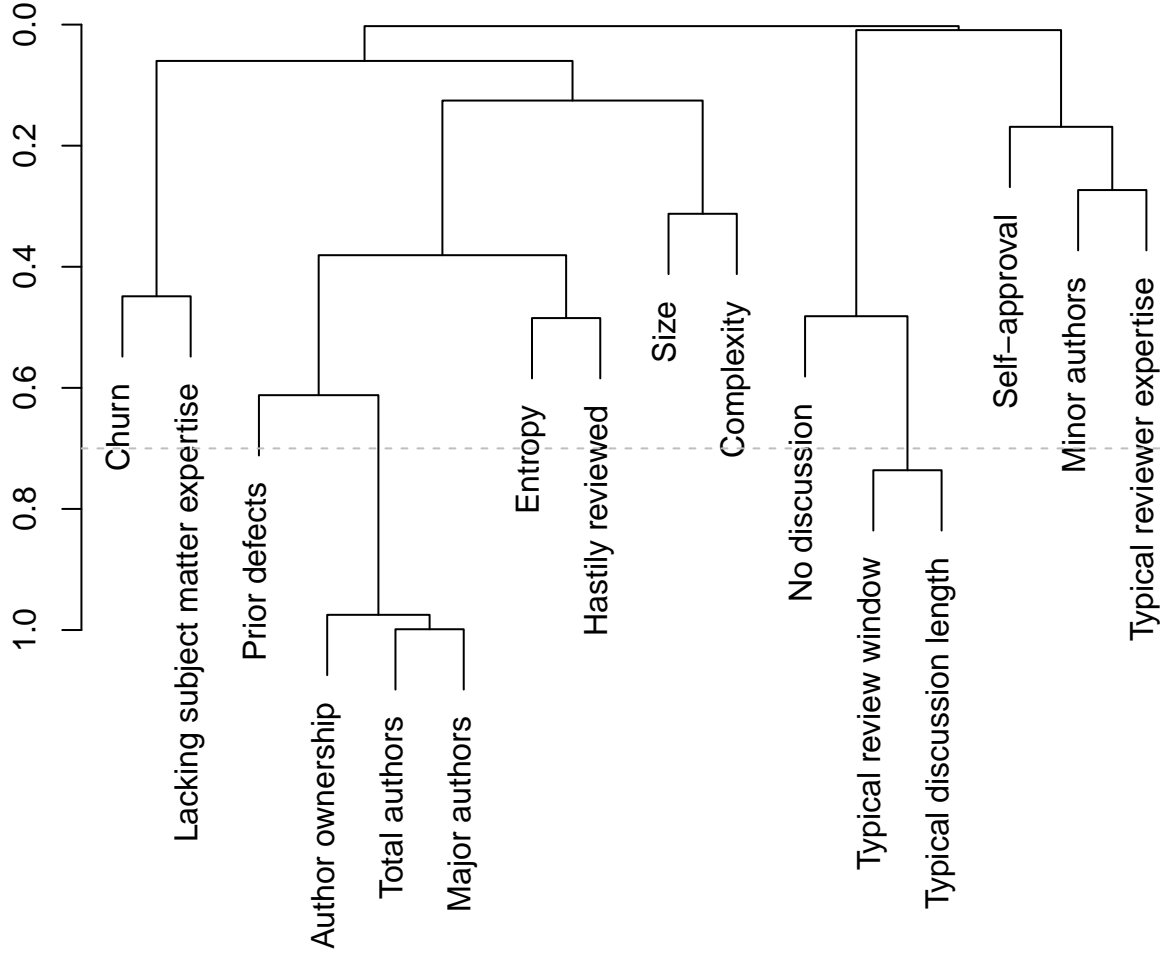 0.0
0.2
0.4
0.6
0.8
1.0
Churn
Lacking subject matter expertise
Prior defects
Author ownership
Total authors
Major authors
Entropy
Hastily reviewed
Size
Complexity
No discussion
Typical review window
Typical discussion length
Self−approval
Minor authors
Typical reviewer expertise